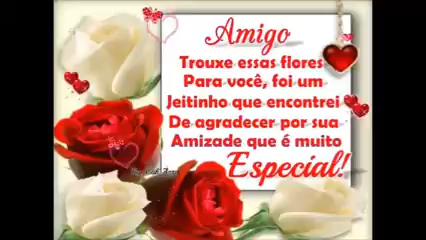 Amigo
Trouxe essas flores
Para você, foi um
Jeitinho que encontrei
De agradecer por sua
Amizade que é muito
Especial!